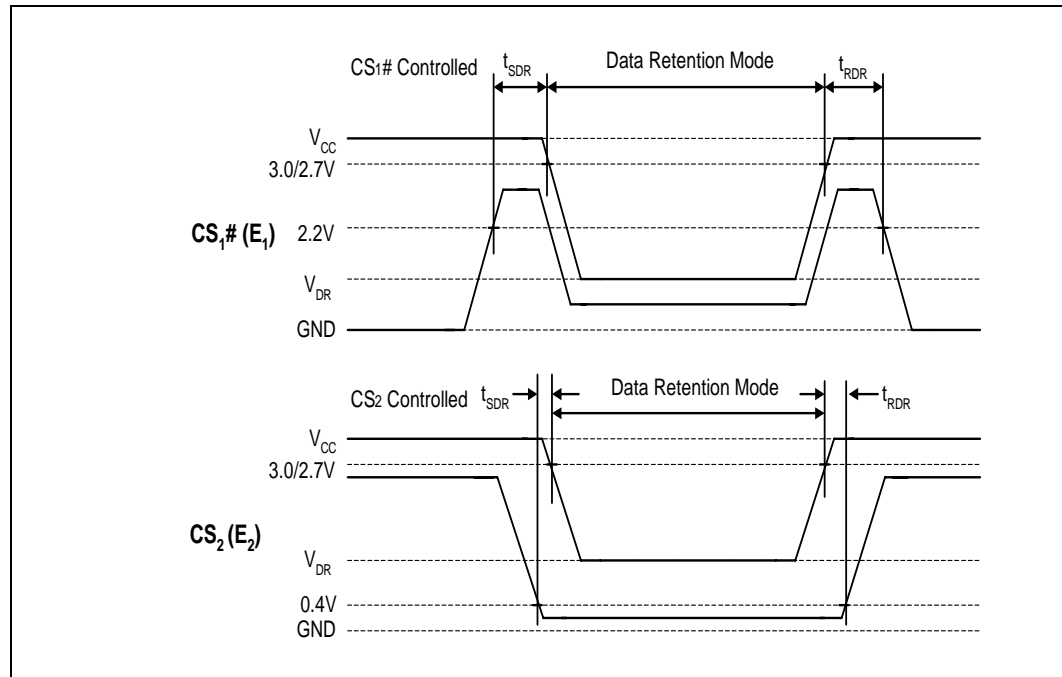 CS1# Controlled tSDR Data Retention Mode tRDR
VCC
3.0/2.7V
CS1# (E1) 2.2V
VDR
GND
CS2 Controlled tSDR Data Retention Mode tRDR
VCC
3.0/2.7V
CS2 (E2)
VDR
0.4V
GND